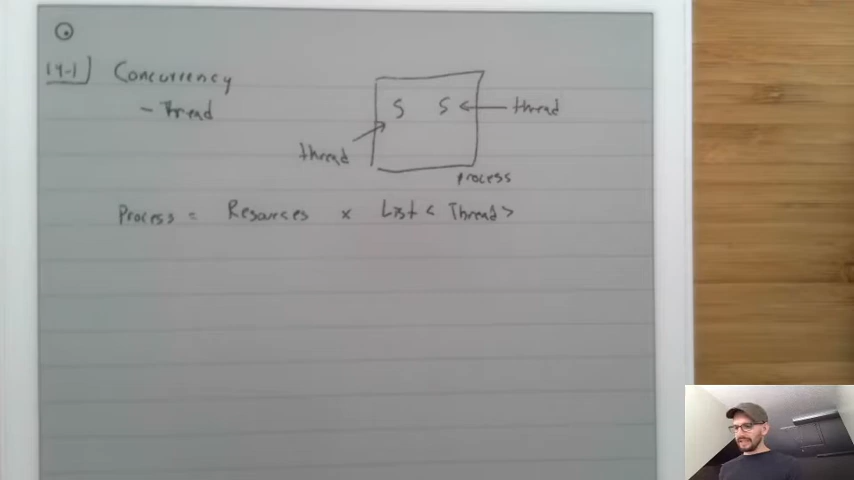 14-1] Concurrency
- Thread
S S ← thread
thread
process
Process = Resources x List < Thread >